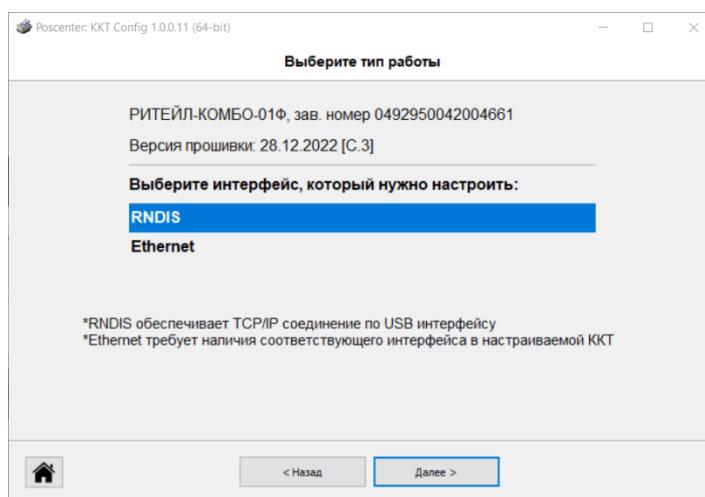 Poscenter: KKT Config 1.0.0.11 (64-bit)
Выберите тип работы
РИТЕЙЛ-КОМБО-01Ф, зав. номер 0492950042004661
Версия прошивки: 28.12.2022 [C.3]
Выберите интерфейс, который нужно настроить:
RNDIS
Ethernet
*RNDIS обеспечивает TCP/IP соединение по USB интерфейсу
*Ethernet требует наличия соответствующего интерфейса в настраиваемой ККТ
< Назад
Далее >